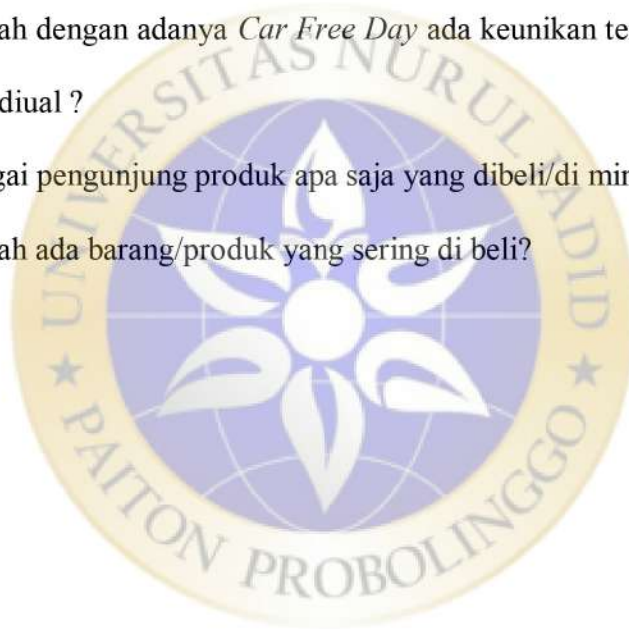 ah dengan adanya Car Free Day ada keunikan te
diual ?
gai pengunjung produk apa saja yang dibeli/di min
ah ada barang/produk yang sering di beli?
UNIVERSITAS NURUL JADID
★ PAITON PROBOLINGGO ★